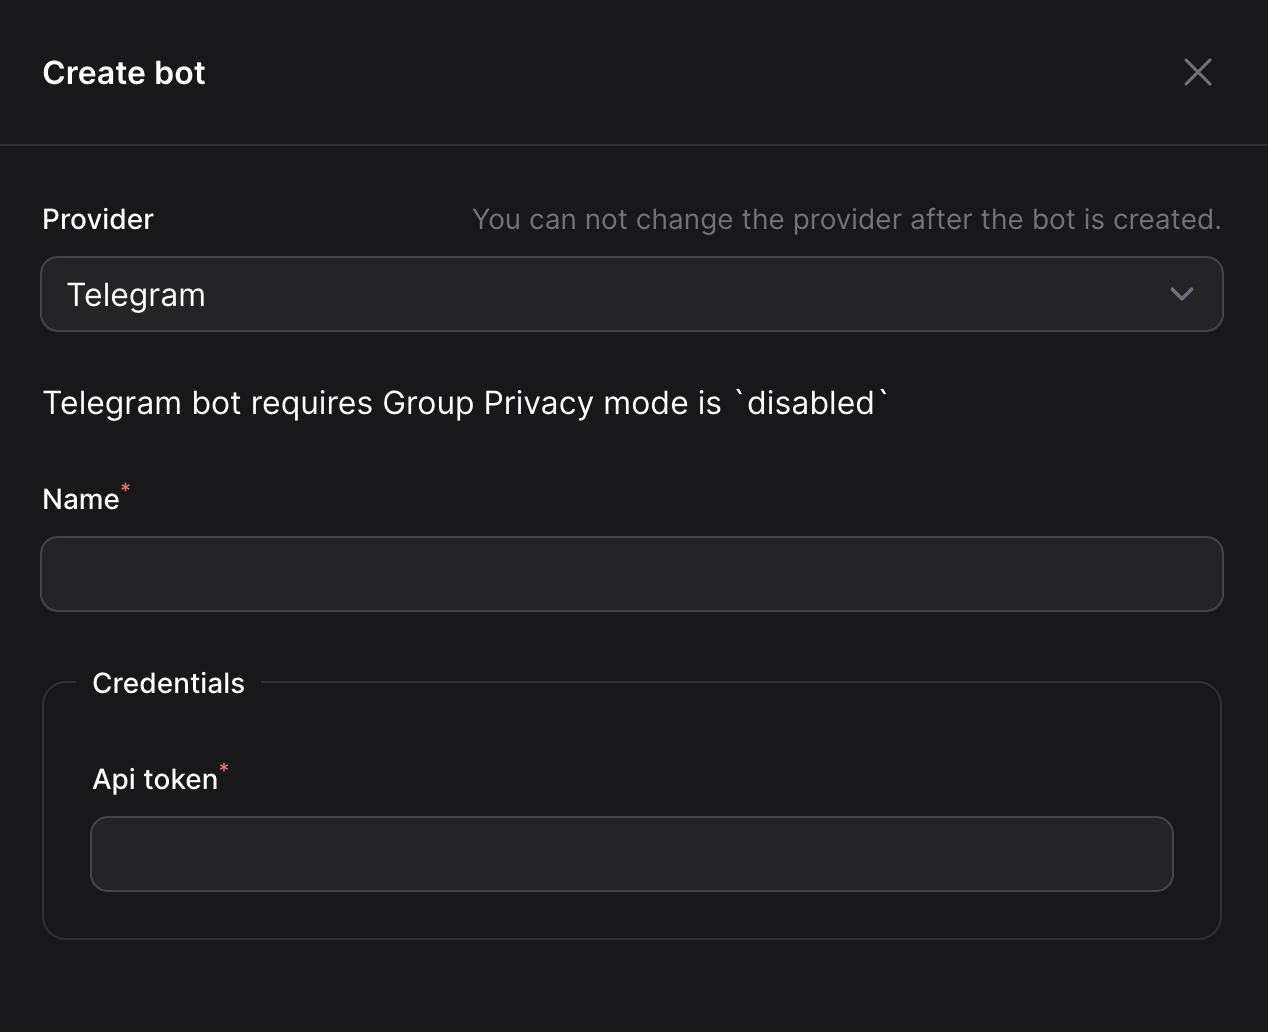 Create bot
Provider
You can not change the provider after the bot is created.
Telegram
Telegram bot requires Group Privacy mode is `disabled`
Name*
Credentials
Api token*